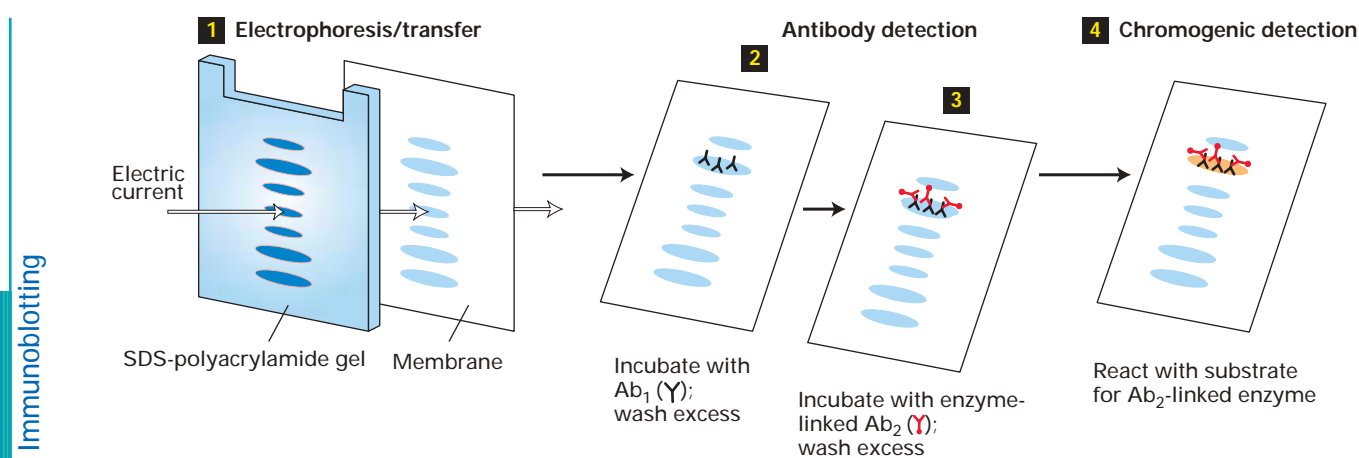 Immunoblotting
1 Electrophoresis/transfer
Electric
current
SDS-polyacrylamide gel
Membrane
Antibody detection
2
Incubate with
Ab₁ (Y);
wash excess
3
Incubate with enzyme-
linked Ab₂ (Y);
wash excess
4 Chromogenic detection
React with substrate
for Ab₂-linked enzyme